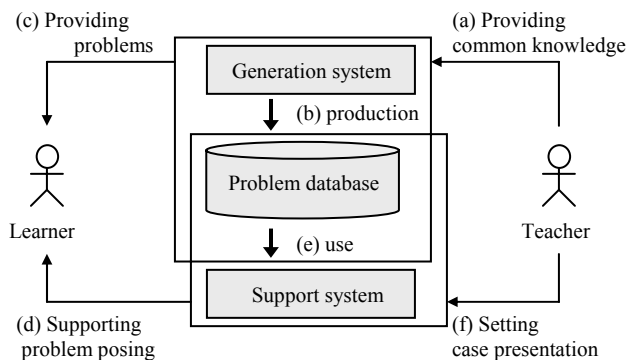 (c) Providing
problems
(a) Providing
common knowledge
Generation system
(b) production
Problem database
Learner
Teacher
(e) use
Support system
(d) Supporting
problem posing
(f) Setting
case presentation